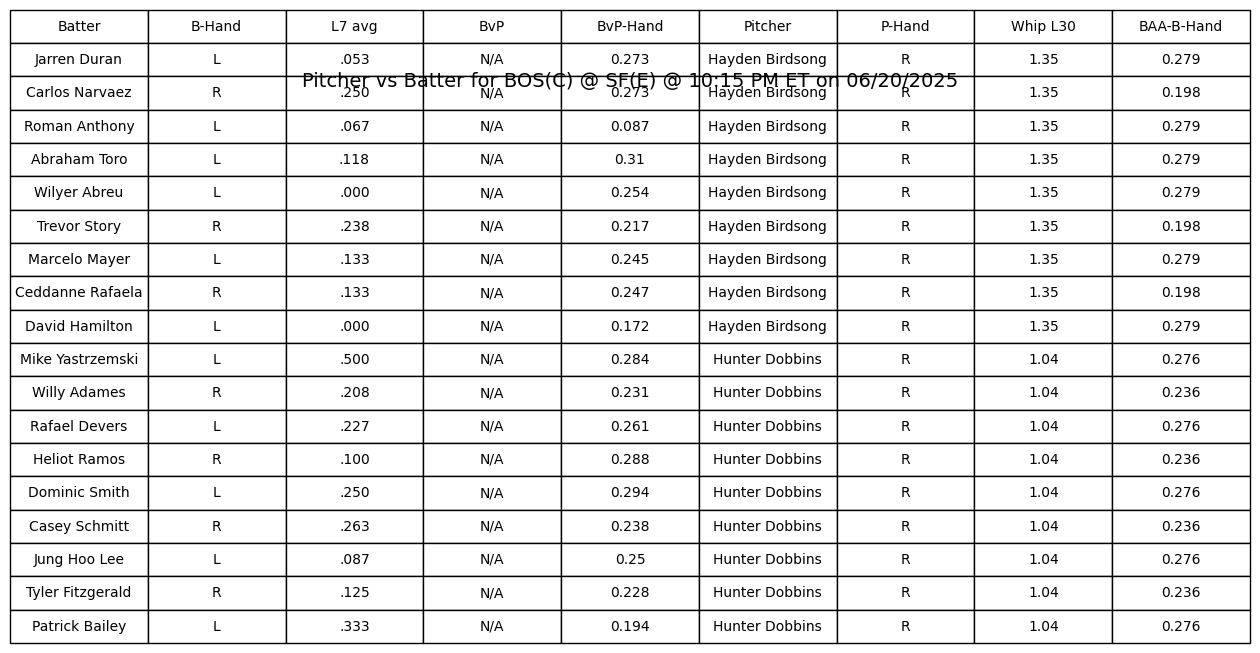 Batter B-Hand L7 avg BvP BvP-Hand Pitcher P-Hand Whip L30 BAA-B-Hand
Jarren Duran L .053 N/A 0.273 Hayden Birdsong R 1.35 0.279
Pitcher vs Batter for BOS(C) @ SF(E) @ 10:15 PM ET on 06/20/2025
Carlos Narvaez R .250 N/A 0.273 Hayden Birdsong R 1.35 0.198
Roman Anthony L .067 N/A 0.087 Hayden Birdsong R 1.35 0.279
Abraham Toro L .118 N/A 0.31 Hayden Birdsong R 1.35 0.279
Wilyer Abreu L .000 N/A 0.254 Hayden Birdsong R 1.35 0.279
Trevor Story R .238 N/A 0.217 Hayden Birdsong R 1.35 0.198
Marcelo Mayer L .133 N/A 0.245 Hayden Birdsong R 1.35 0.279
Ceddanne Rafaela R .133 N/A 0.247 Hayden Birdsong R 1.35 0.198
David Hamilton L .000 N/A 0.172 Hayden Birdsong R 1.35 0.279
Mike Yastrzemski L .500 N/A 0.284 Hunter Dobbins R 1.04 0.276
Willy Adames R .208 N/A 0.231 Hunter Dobbins R 1.04 0.236
Rafael Devers L .227 N/A 0.261 Hunter Dobbins R 1.04 0.276
Heliot Ramos R .100 N/A 0.288 Hunter Dobbins R 1.04 0.236
Dominic Smith L .250 N/A 0.294 Hunter Dobbins R 1.04 0.276
Casey Schmitt R .263 N/A 0.238 Hunter Dobbins R 1.04 0.236
Jung Hoo Lee L .087 N/A 0.25 Hunter Dobbins R 1.04 0.276
Tyler Fitzgerald R .125 N/A 0.228 Hunter Dobbins R 1.04 0.236
Patrick Bailey L .333 N/A 0.194 Hunter Dobbins R 1.04 0.276